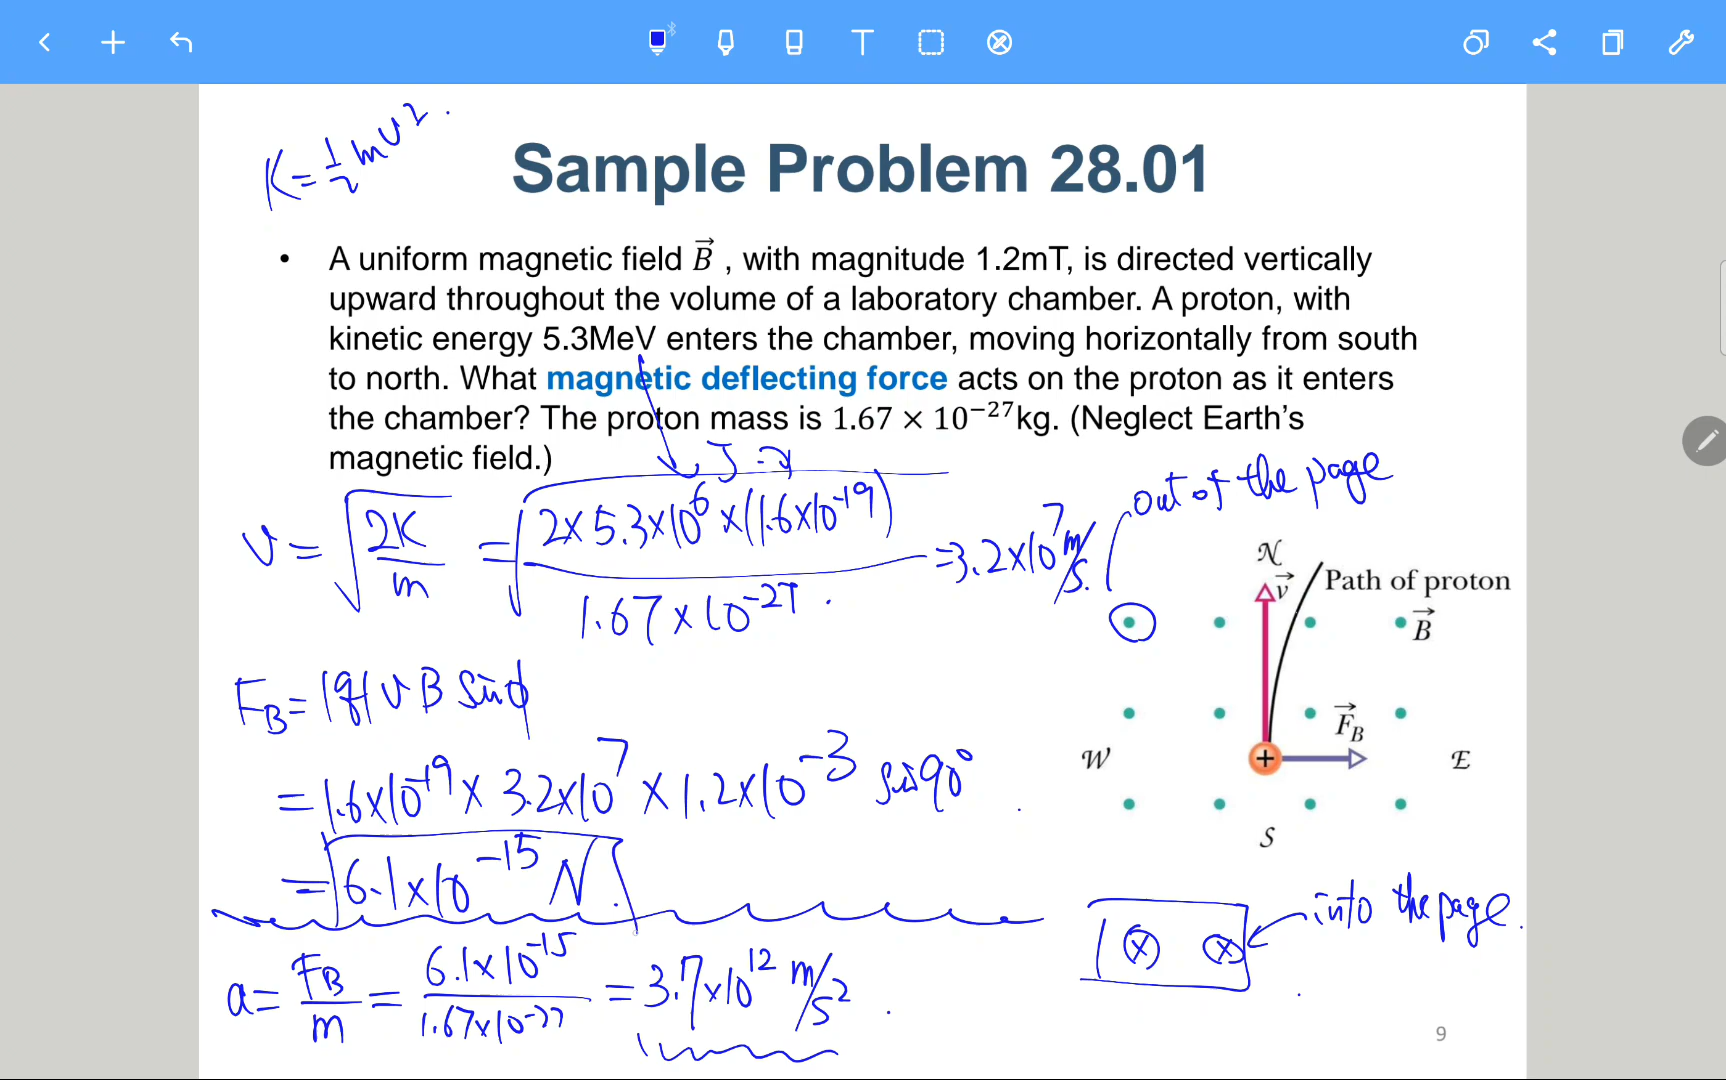 K = 1/2 mv².
Sample Problem 28.01
• A uniform magnetic field B⃗ , with magnitude 1.2mT, is directed vertically
upward throughout the volume of a laboratory chamber. A proton, with
kinetic energy 5.3MeV enters the chamber, moving horizontally from south
to north. What magnetic deflecting force acts on the proton as it enters
the chamber? The proton mass is 1.67 × 10⁻²⁷kg. (Neglect Earth’s
magnetic field.)
J
v = √(2K/m) = √(2×5.3×10⁶×(1.6×10⁻¹⁹) / 1.67×10⁻²⁷) = 3.2×10⁷ m/s.
out of the page
N
v⃗
Path of proton
B⃗
F⃗B
W
E
S
FB = |q| v B sinϕ
= 1.6×10⁻¹⁹ × 3.2×10⁷ × 1.2×10⁻³ sin90°
= 6.1×10⁻¹⁵ N.
into the page.
a = FB/m = 6.1×10⁻¹⁵ / 1.67×10⁻²⁷ = 3.7×10¹² m/s².
9